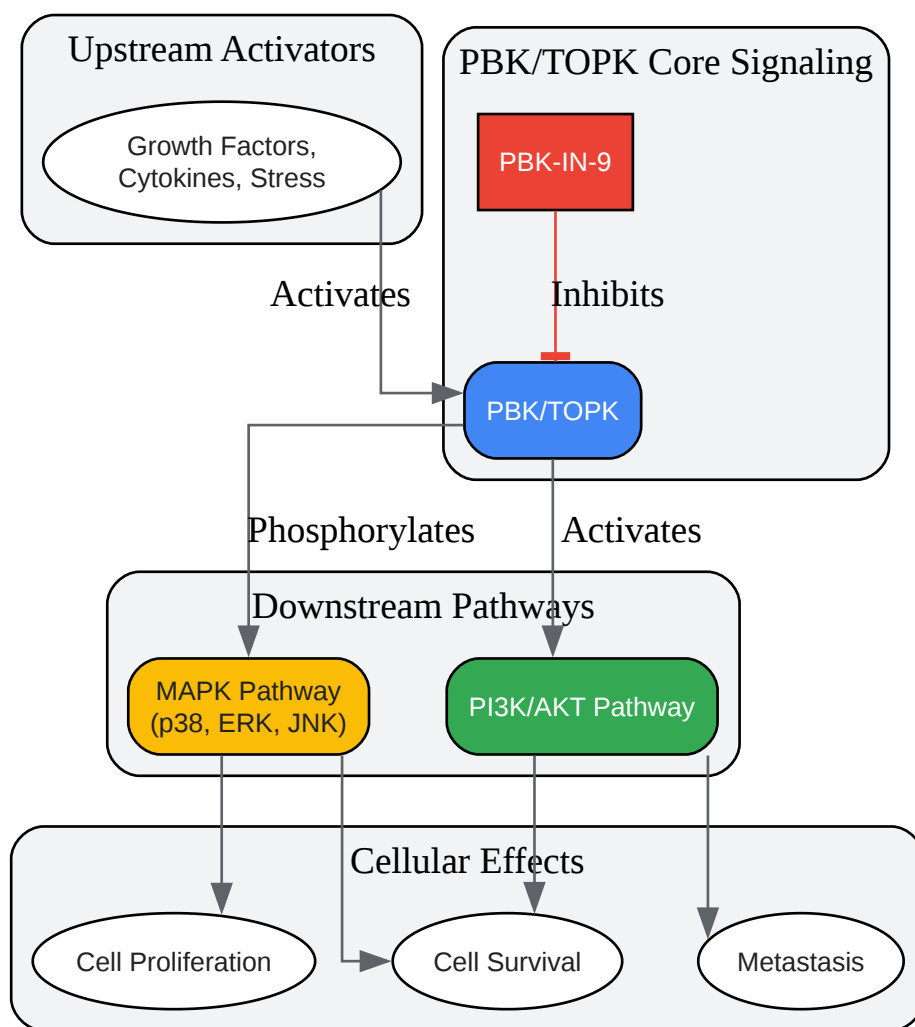 Upstream Activators
Growth Factors,
Cytokines, Stress
PBK/TOPK Core Signaling
PBK-IN-9
Activates
Inhibits
PBK/TOPK
Phosphorylates
Activates
Downstream Pathways
MAPK Pathway
(p38, ERK, JNK)
PI3K/AKT Pathway
Cellular Effects
Cell Proliferation
Cell Survival
Metastasis